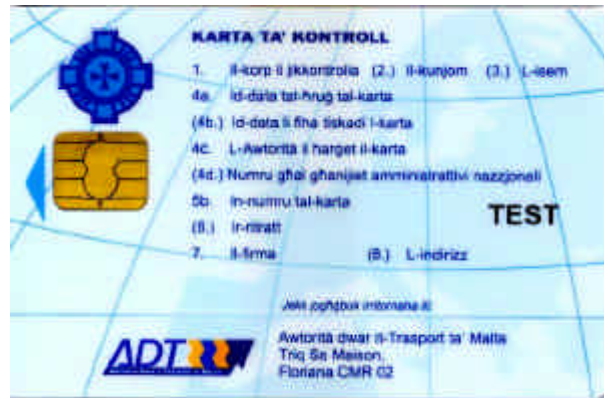 KARTA TA' KONTROLL
1. Il-korp li jikkontrolla (2.) Il-kunjom (3.) L-isem
4a. Id-data tal-ħruġ tal-karta
(4b.) Id-data li fiha tiskadi l-karta
4c. L-Awtorità li ħarġet il-karta
(4d.) Numru għal għanijiet amministrattivi nazzjonali
5b. In-numru tal-karta
TEST
(6.) Ir-ritratt
7. Il-firma (8.) L-indirizz
Jekk jogħġbok irritornaha lil:
ADT
Awtorità dwar it-Trasport ta' Malta
Triq Sa Maison,
Floriana CMR 02